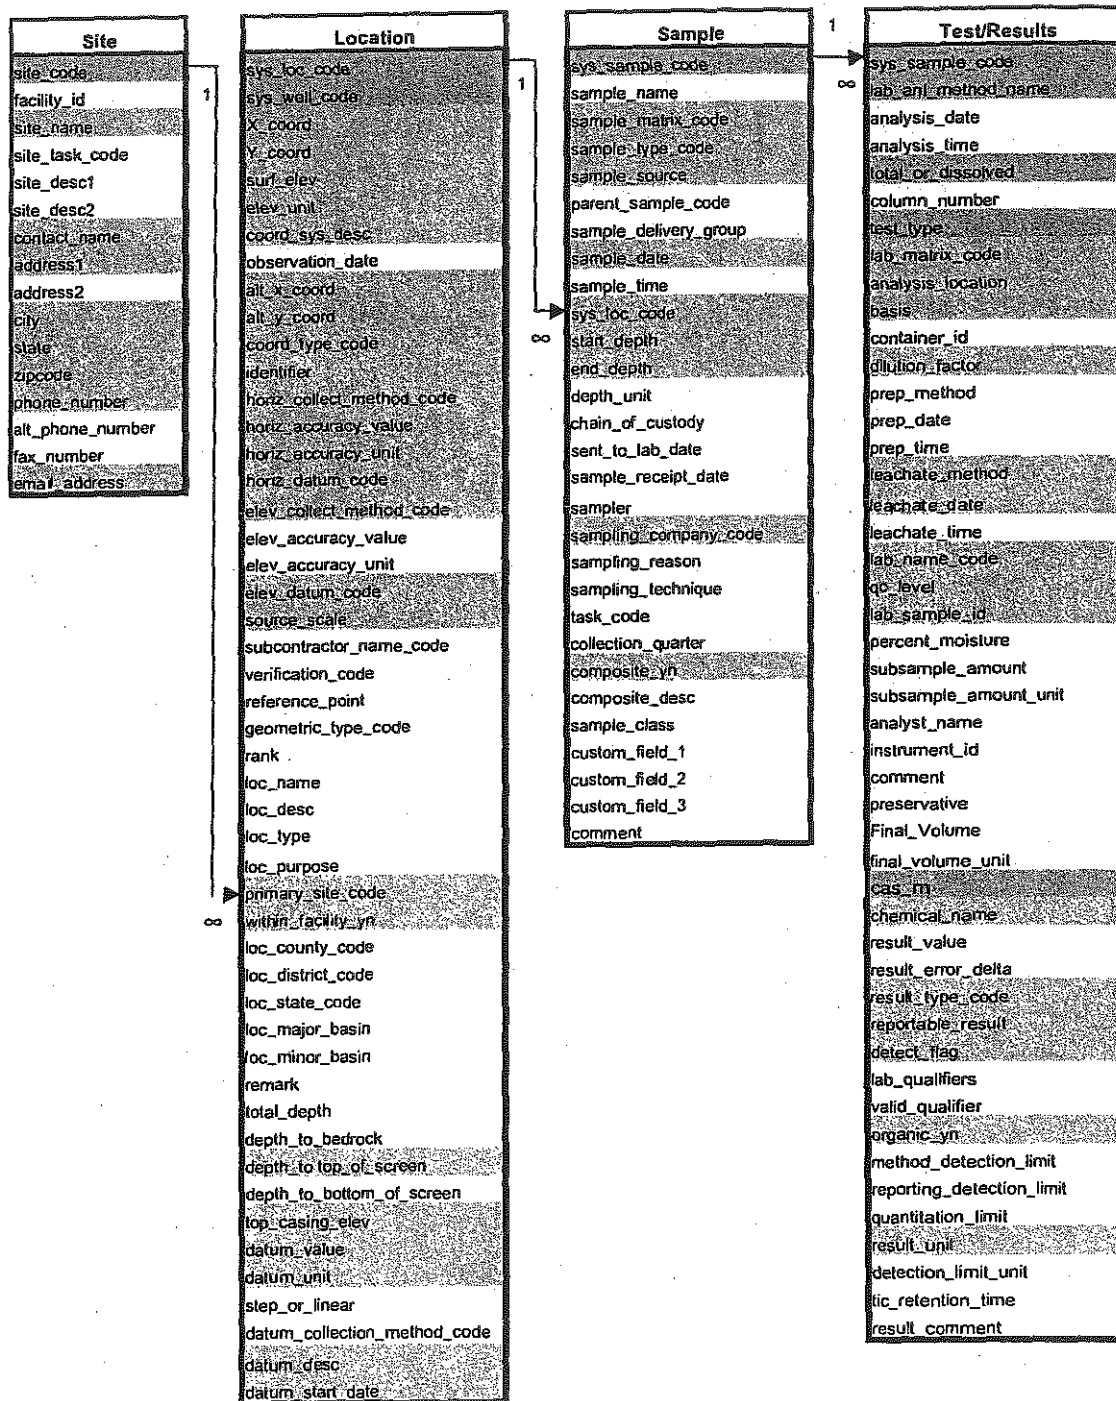 Site
site_code
facility_id
site_name
site_task_code
site_desc1
site_desc2
contact_name
address1
address2
city
state
zipcode
phone_number
alt_phone_number
fax_number
email_address
1
∞
Location
sys_loc_code
sys_well_code
X_coord
Y_coord
surf_elev
elev_unit
coord_sys_desc
observation_date
alt_x_coord
alt_y_coord
coord_type_code
identifier
horiz_collect_method_code
horiz_accuracy_value
horiz_accuracy_unit
horiz_datum_code
elev_collect_method_code
elev_accuracy_value
elev_accuracy_unit
elev_datum_code
source_scale
subcontractor_name_code
verification_code
reference_point
geometric_type_code
rank
loc_name
loc_desc
loc_type
loc_purpose
primary_site_code
within_facility_yn
loc_county_code
loc_district_code
loc_state_code
loc_major_basin
loc_minor_basin
remark
total_depth
depth_to_bedrock
depth_to top_of_screen
depth_to_bottom_of_screen
top_casing_elev
datum_value
datum_unit
step_or_linear
datum_collection_method_code
datum_desc
datum_start_date
1
∞
Sample
sys_sample_code
sample_name
sample_matrix_code
sample_type_code
sample_source
parent_sample_code
sample_delivery_group
sample_date
sample_time
sys_loc_code
start_depth
end_depth
depth_unit
chain_of_custody
sent_to_lab_date
sample_receipt_date
sampler
sampling_company_code
sampling_reason
sampling_technique
task_code
collection_quarter
composite_yn
composite_desc
sample_class
custom_field_1
custom_field_2
custom_field_3
comment
1
∞
Test/Results
sys_sample_code
lab_anl_method_name
analysis_date
analysis_time
total_or_dissolved
column_number
test_type
lab_matrix_code
analysis_location
basis
container_id
dilution_factor
prep_method
prep_date
prep_time
leachate_method
leachate_date
leachate_time
lab_name_code
qc_level
lab_sample_id
percent_moisture
subsample_amount
subsample_amount_unit
analyst_name
instrument_id
comment
preservative
Final_Volume
final_volume_unit
cas_rn
chemical_name
result_value
result_error_delta
result_type_code
reportable_result
detect_flag
lab_qualifiers
valid_qualifier
organic_yn
method_detection_limit
reporting_detection_limit
quantitation_limit
result_unit
detection_limit_unit
tic_retention_time
result_comment